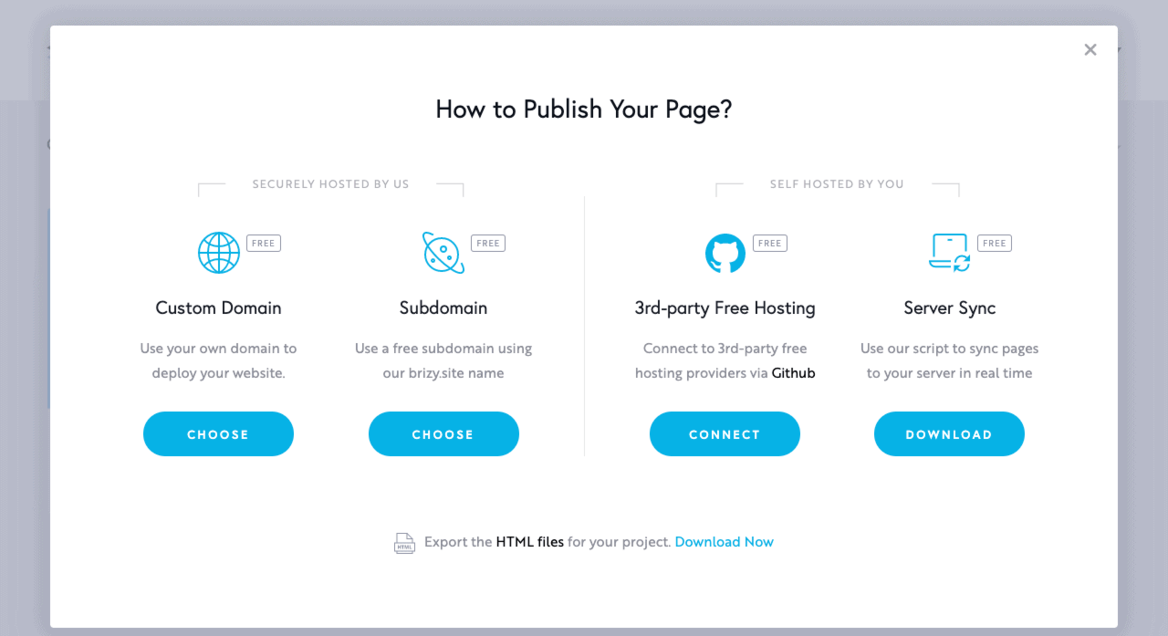 How to Publish Your Page?
SECURELY HOSTED BY US
FREE
FREE
Custom Domain
Subdomain
Use your own domain to
deploy your website.
Use a free subdomain using
our brizy.site name
CHOOSE
CHOOSE
SELF HOSTED BY YOU
FREE
FREE
3rd-party Free Hosting
Server Sync
Connect to 3rd-party free
hosting providers via Github
Use our script to sync pages
to your server in real time
CONNECT
DOWNLOAD
HTML
Export the HTML files for your project. Download Now